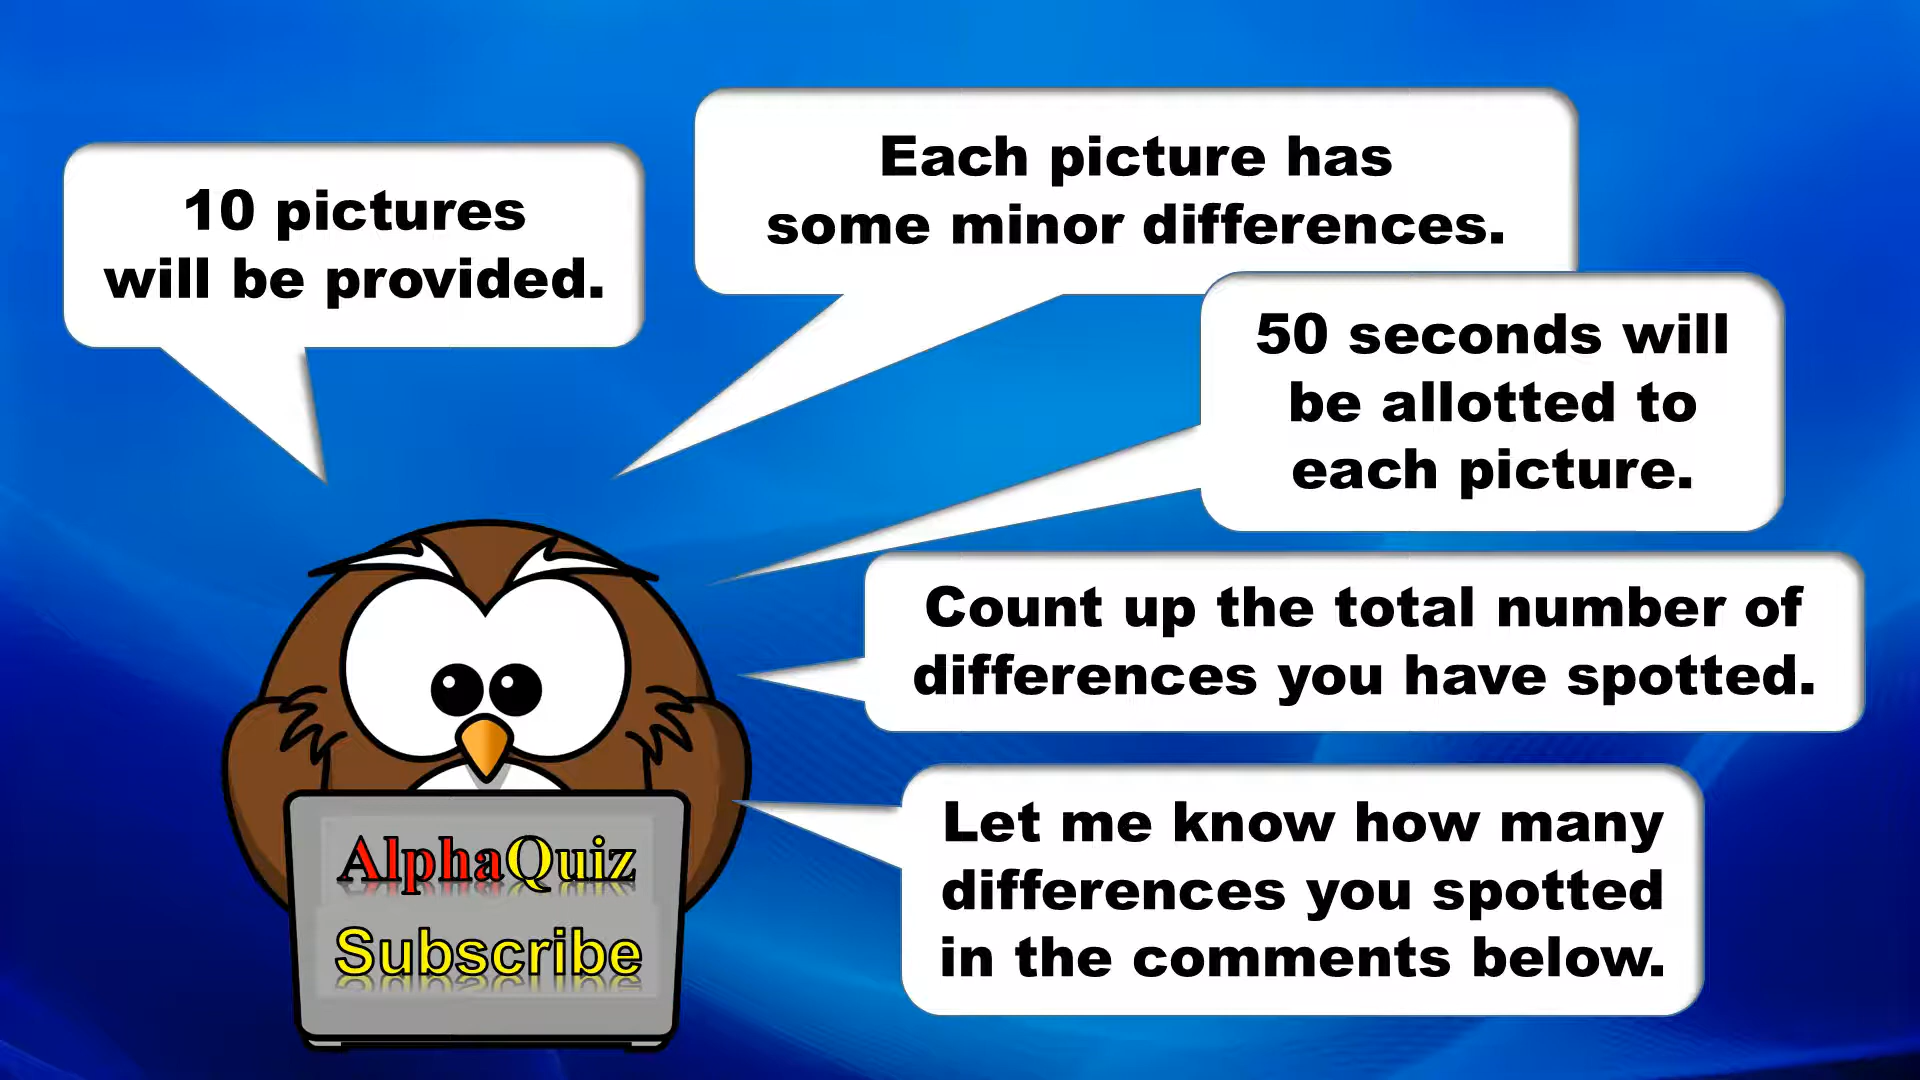 10 pictures
will be provided.
Each picture has
some minor differences.
50 seconds will
be allotted to
each picture.
Count up the total number of
differences you have spotted.
Let me know how many
differences you spotted
in the comments below.
AlphaQuiz
Subscribe